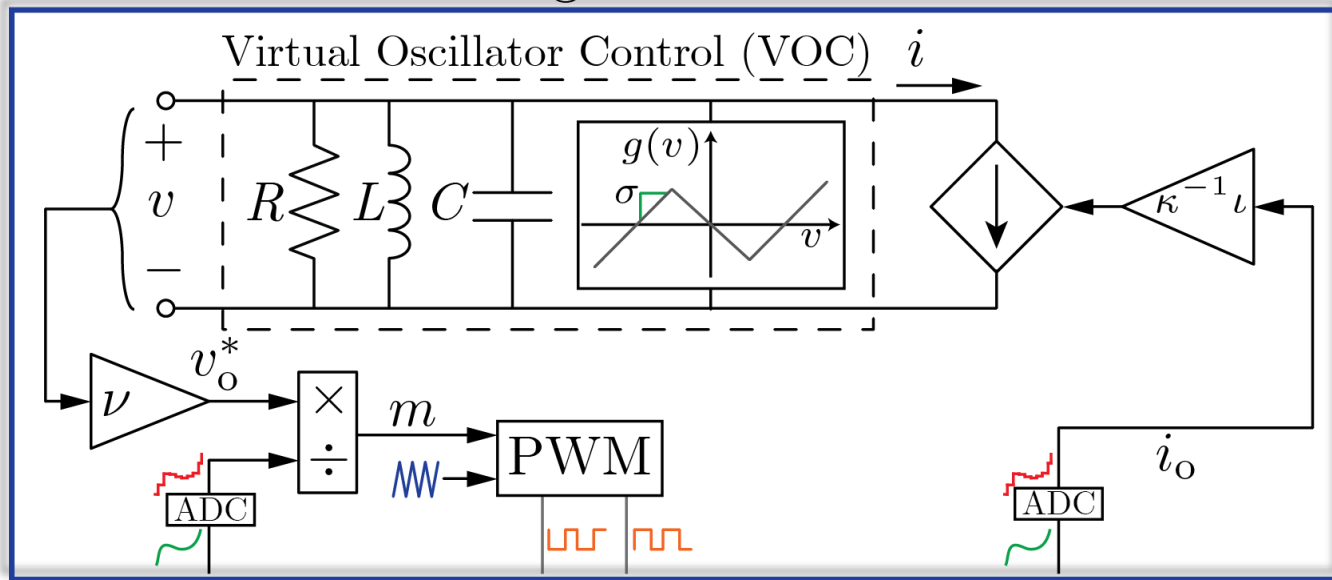 Virtual Oscillator Control (VOC)
i
+
v
−
R
L
C
g(v)
σ
v
κ⁻¹ι
ν
v*ₒ
×
÷
m
PWM
ADC
iₒ
ADC